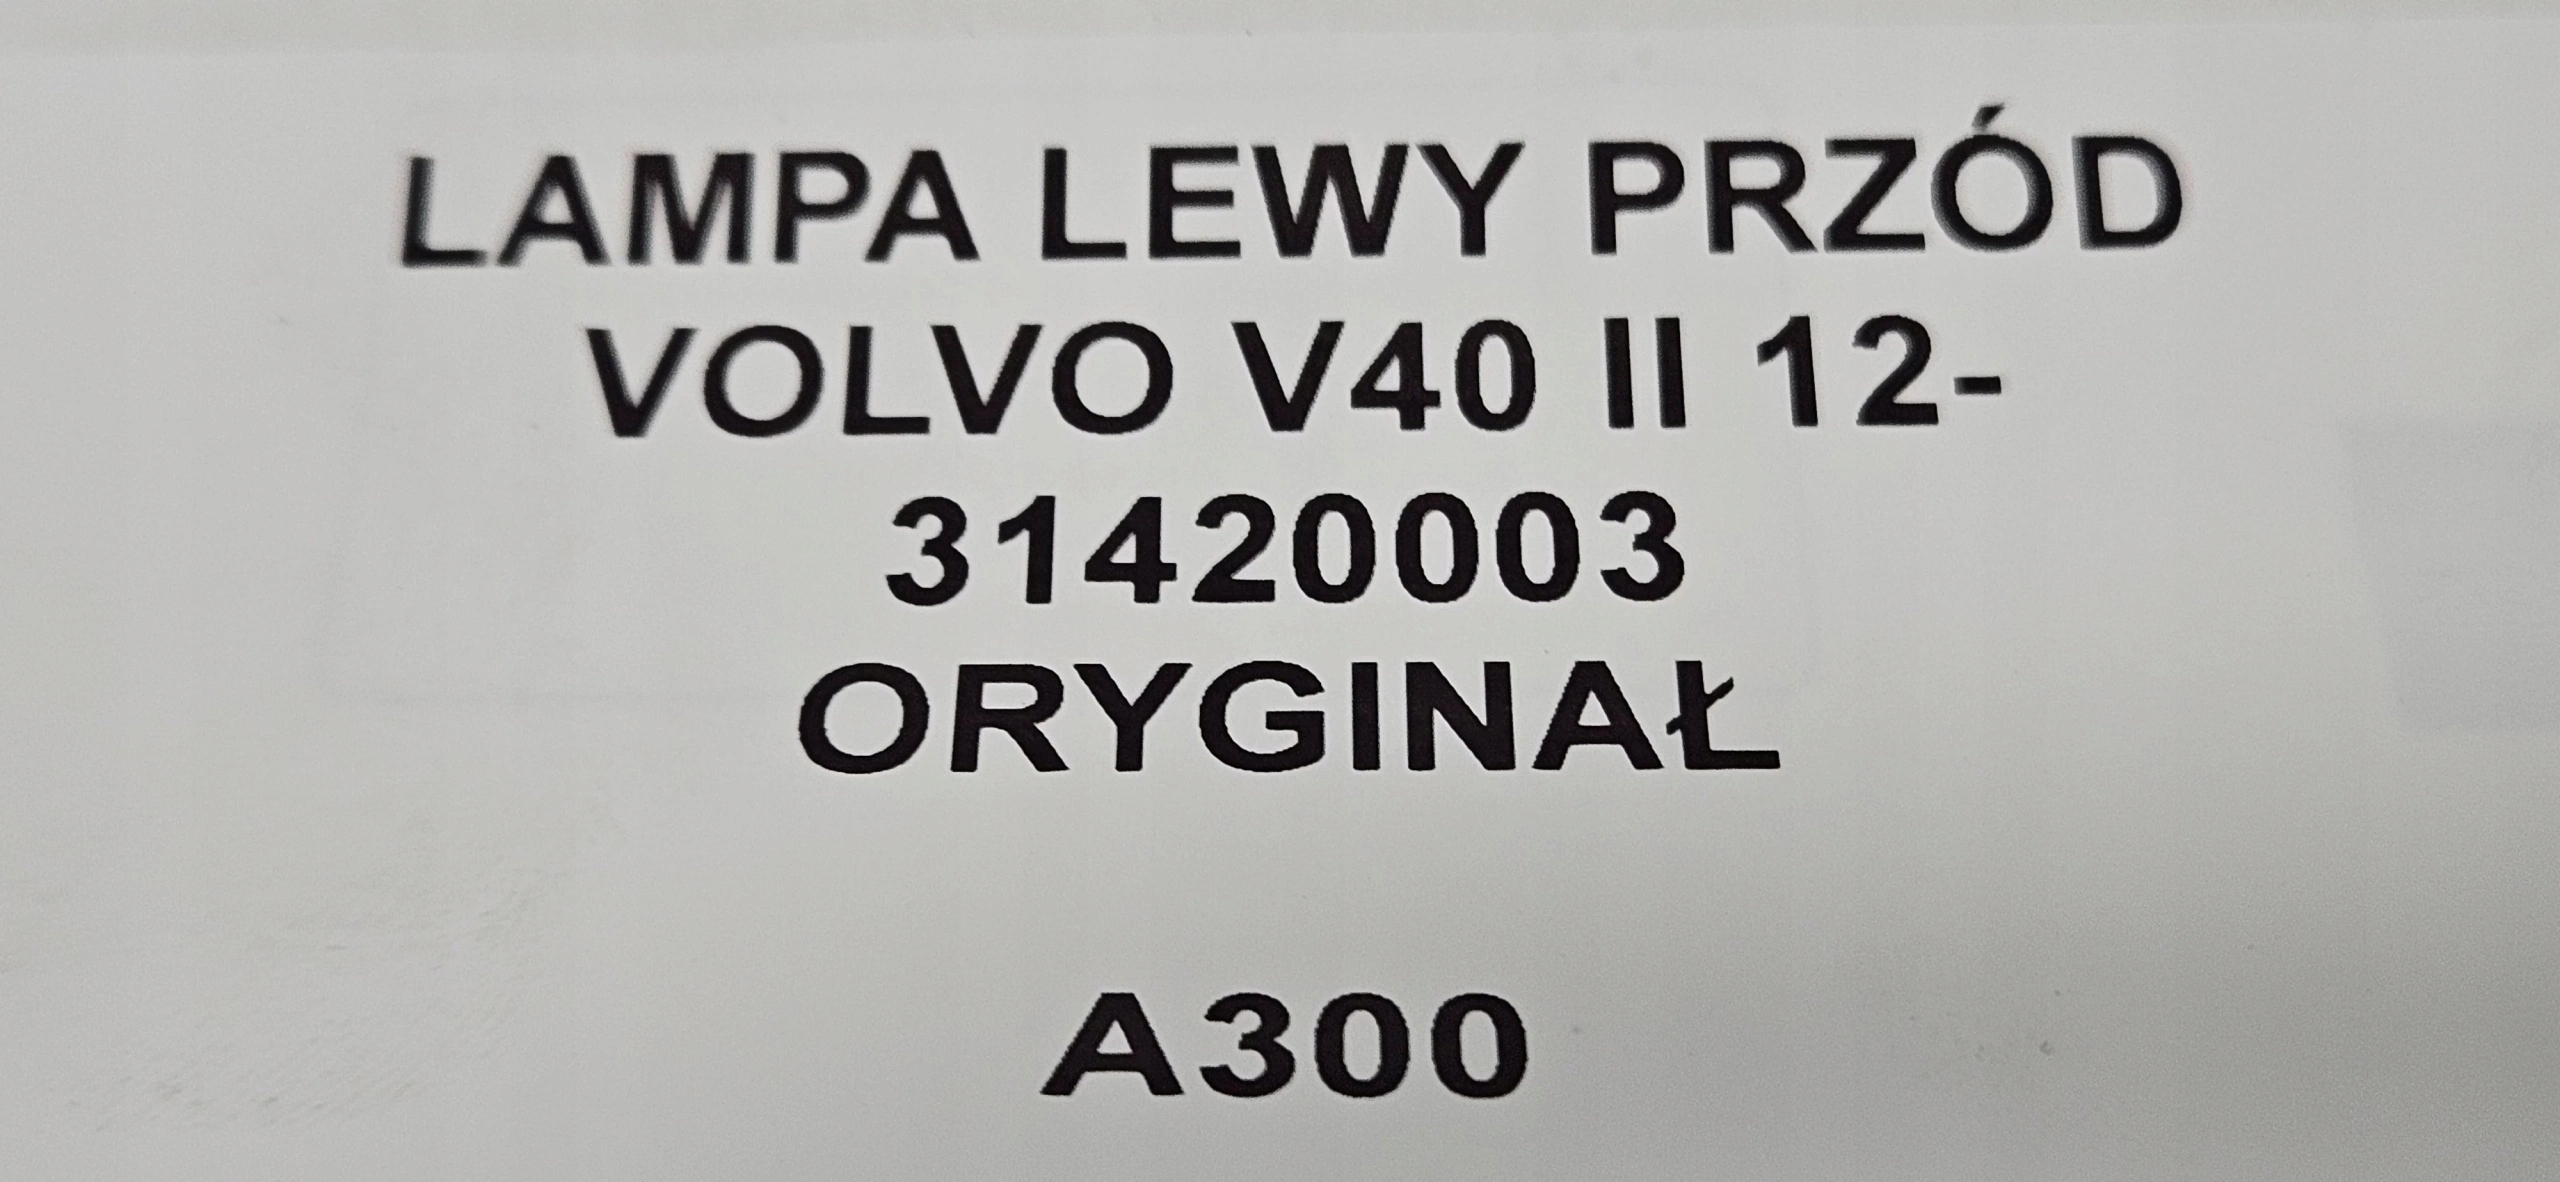 LAMPA LEWY PRZÓD
VOLVO V40 II 12-
31420003
ORYGINAŁ
A300